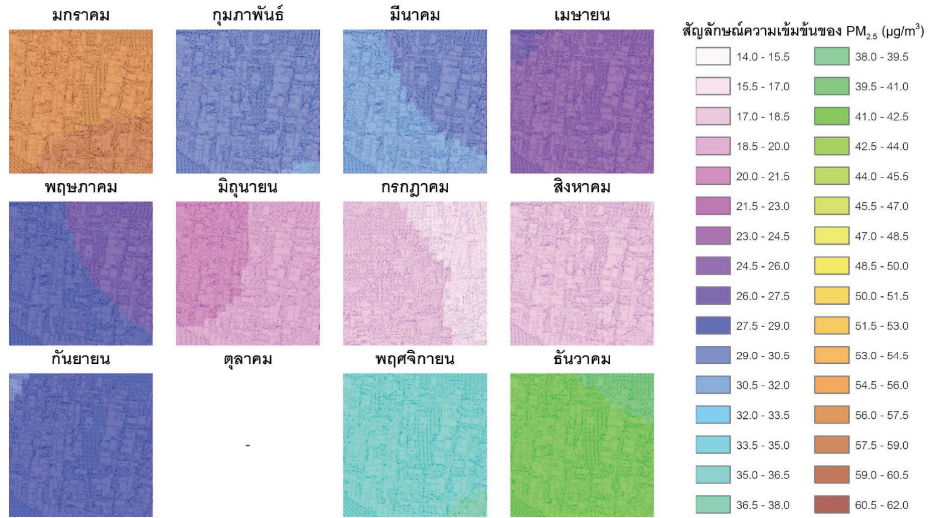 มกราคม
กุมภาพันธ์
มีนาคม
เมษายน
พฤษภาคม
มิถุนายน
กรกฎาคม
สิงหาคม
กันยายน
ตุลาคม
-
พฤศจิกายน
ธันวาคม
สัญลักษณ์ความเข้มข้นของ PM2.5 (µg/m³)
14.0 - 15.5
15.5 - 17.0
17.0 - 18.5
18.5 - 20.0
20.0 - 21.5
21.5 - 23.0
23.0 - 24.5
24.5 - 26.0
26.0 - 27.5
27.5 - 29.0
29.0 - 30.5
30.5 - 32.0
32.0 - 33.5
33.5 - 35.0
35.0 - 36.5
36.5 - 38.0
38.0 - 39.5
39.5 - 41.0
41.0 - 42.5
42.5 - 44.0
44.0 - 45.5
45.5 - 47.0
47.0 - 48.5
48.5 - 50.0
50.0 - 51.5
51.5 - 53.0
53.0 - 54.5
54.5 - 56.0
56.0 - 57.5
57.5 - 59.0
59.0 - 60.5
60.5 - 62.0